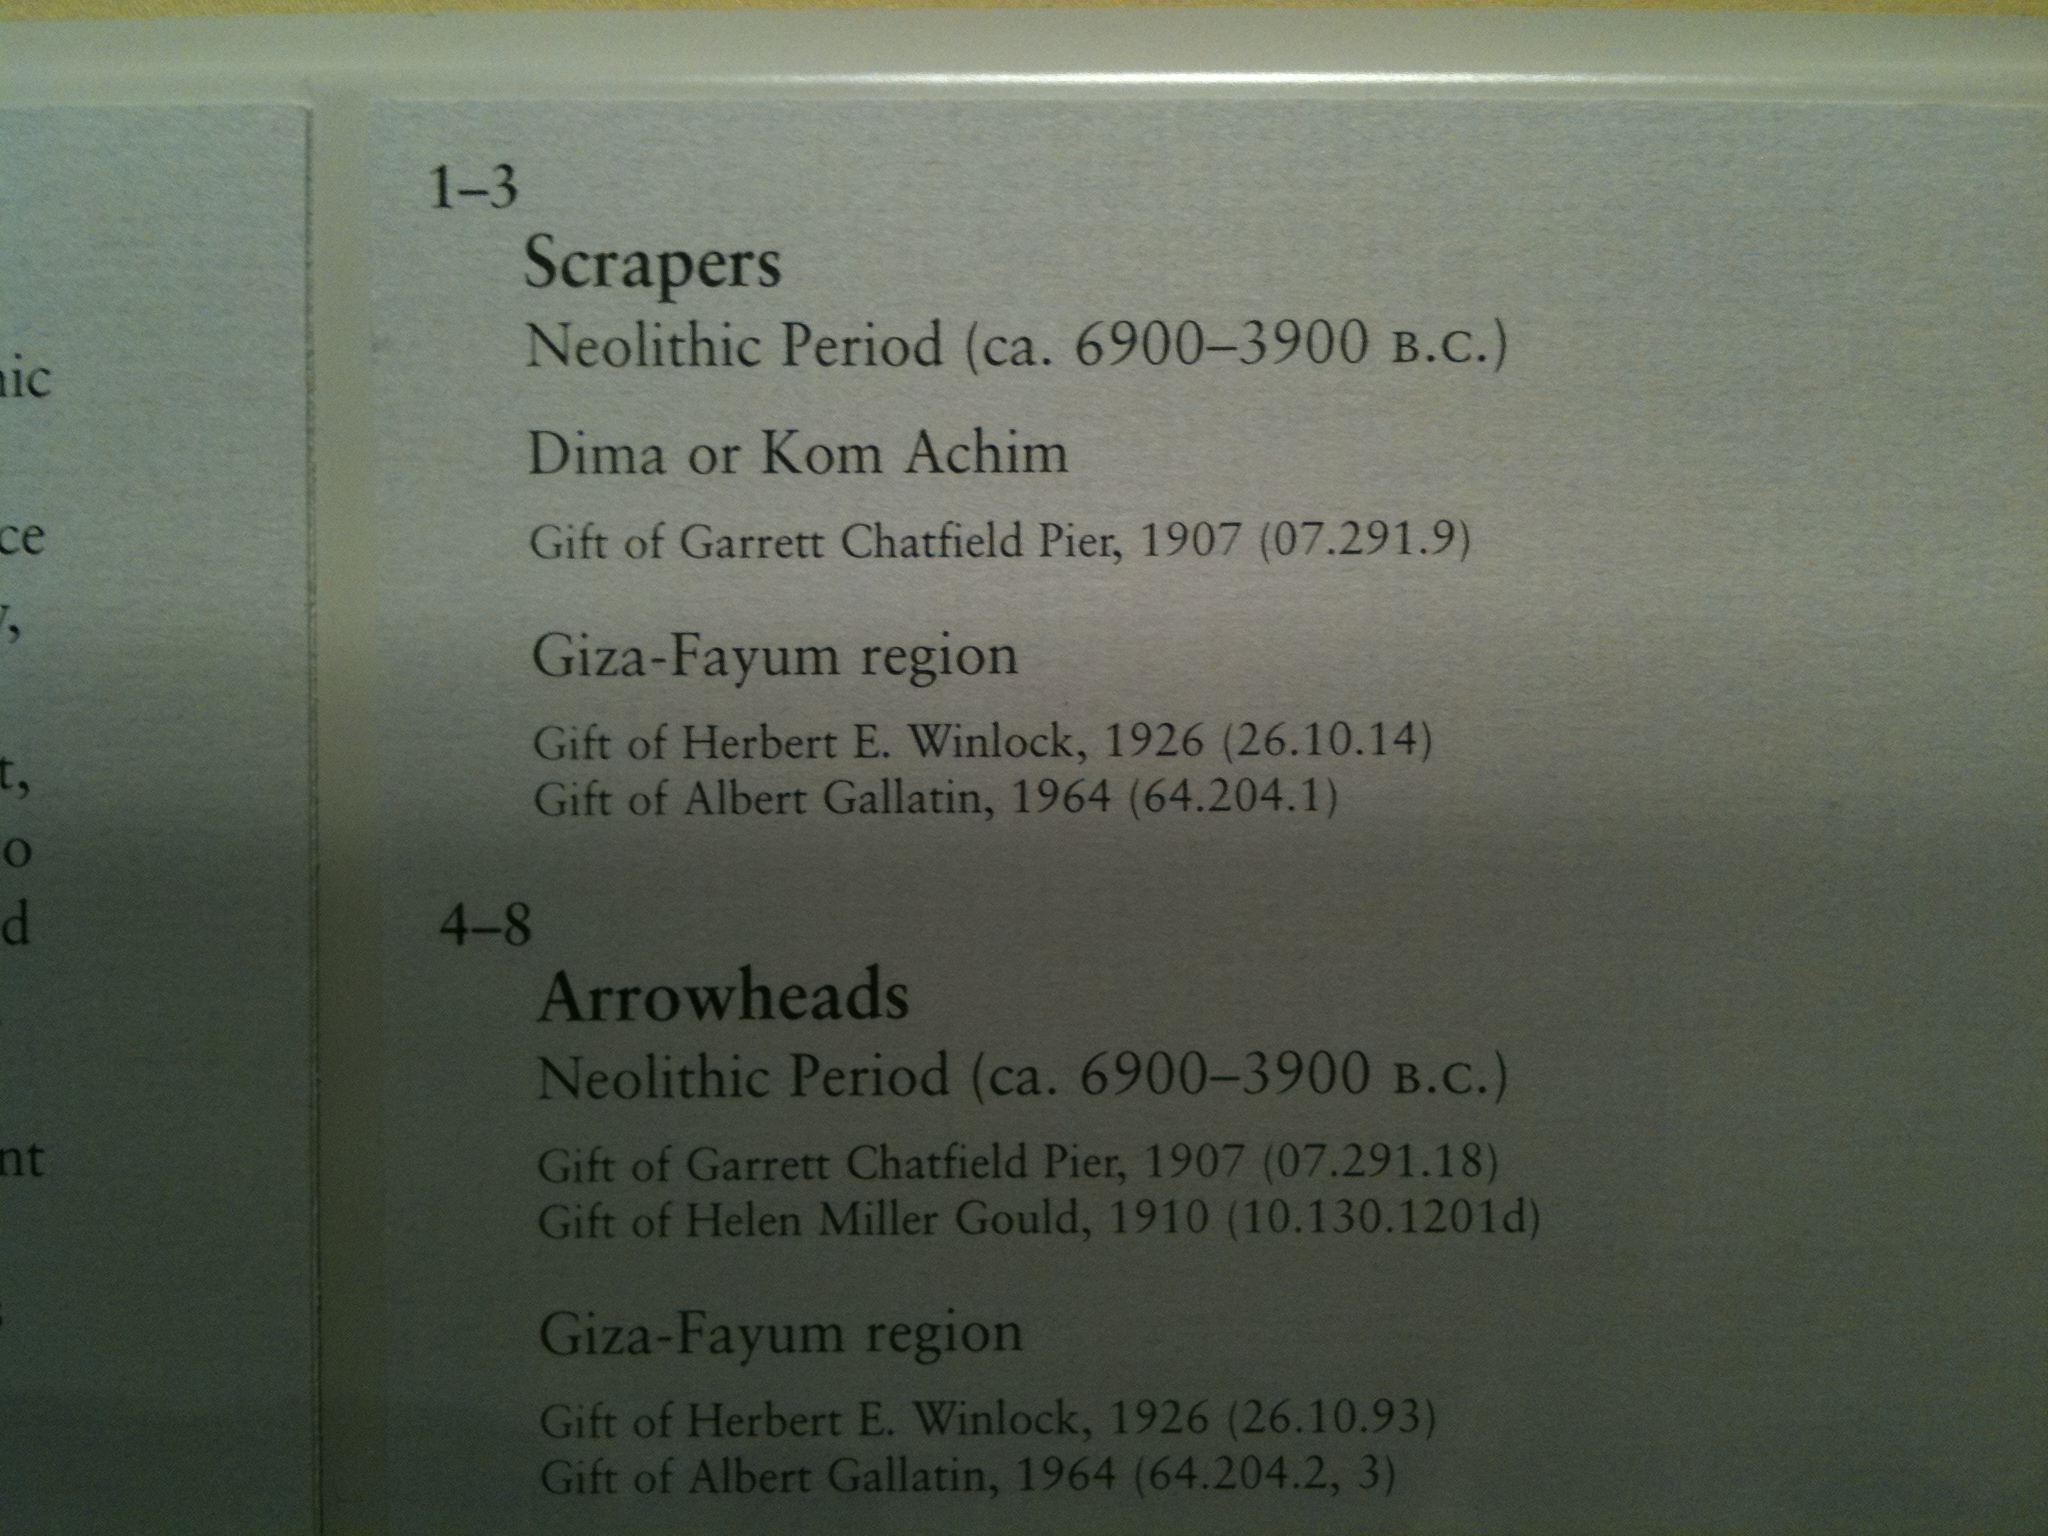 nic
ce
y,
t,
o
d
nt
1–3
Scrapers
Neolithic Period (ca. 6900–3900 B.C.)
Dima or Kom Achim
Gift of Garrett Chatfield Pier, 1907 (07.291.9)
Giza-Fayum region
Gift of Herbert E. Winlock, 1926 (26.10.14)
Gift of Albert Gallatin, 1964 (64.204.1)
4–8
Arrowheads
Neolithic Period (ca. 6900–3900 B.C.)
Gift of Garrett Chatfield Pier, 1907 (07.291.18)
Gift of Helen Miller Gould, 1910 (10.130.1201d)
Giza-Fayum region
Gift of Herbert E. Winlock, 1926 (26.10.93)
Gift of Albert Gallatin, 1964 (64.204.2, 3)